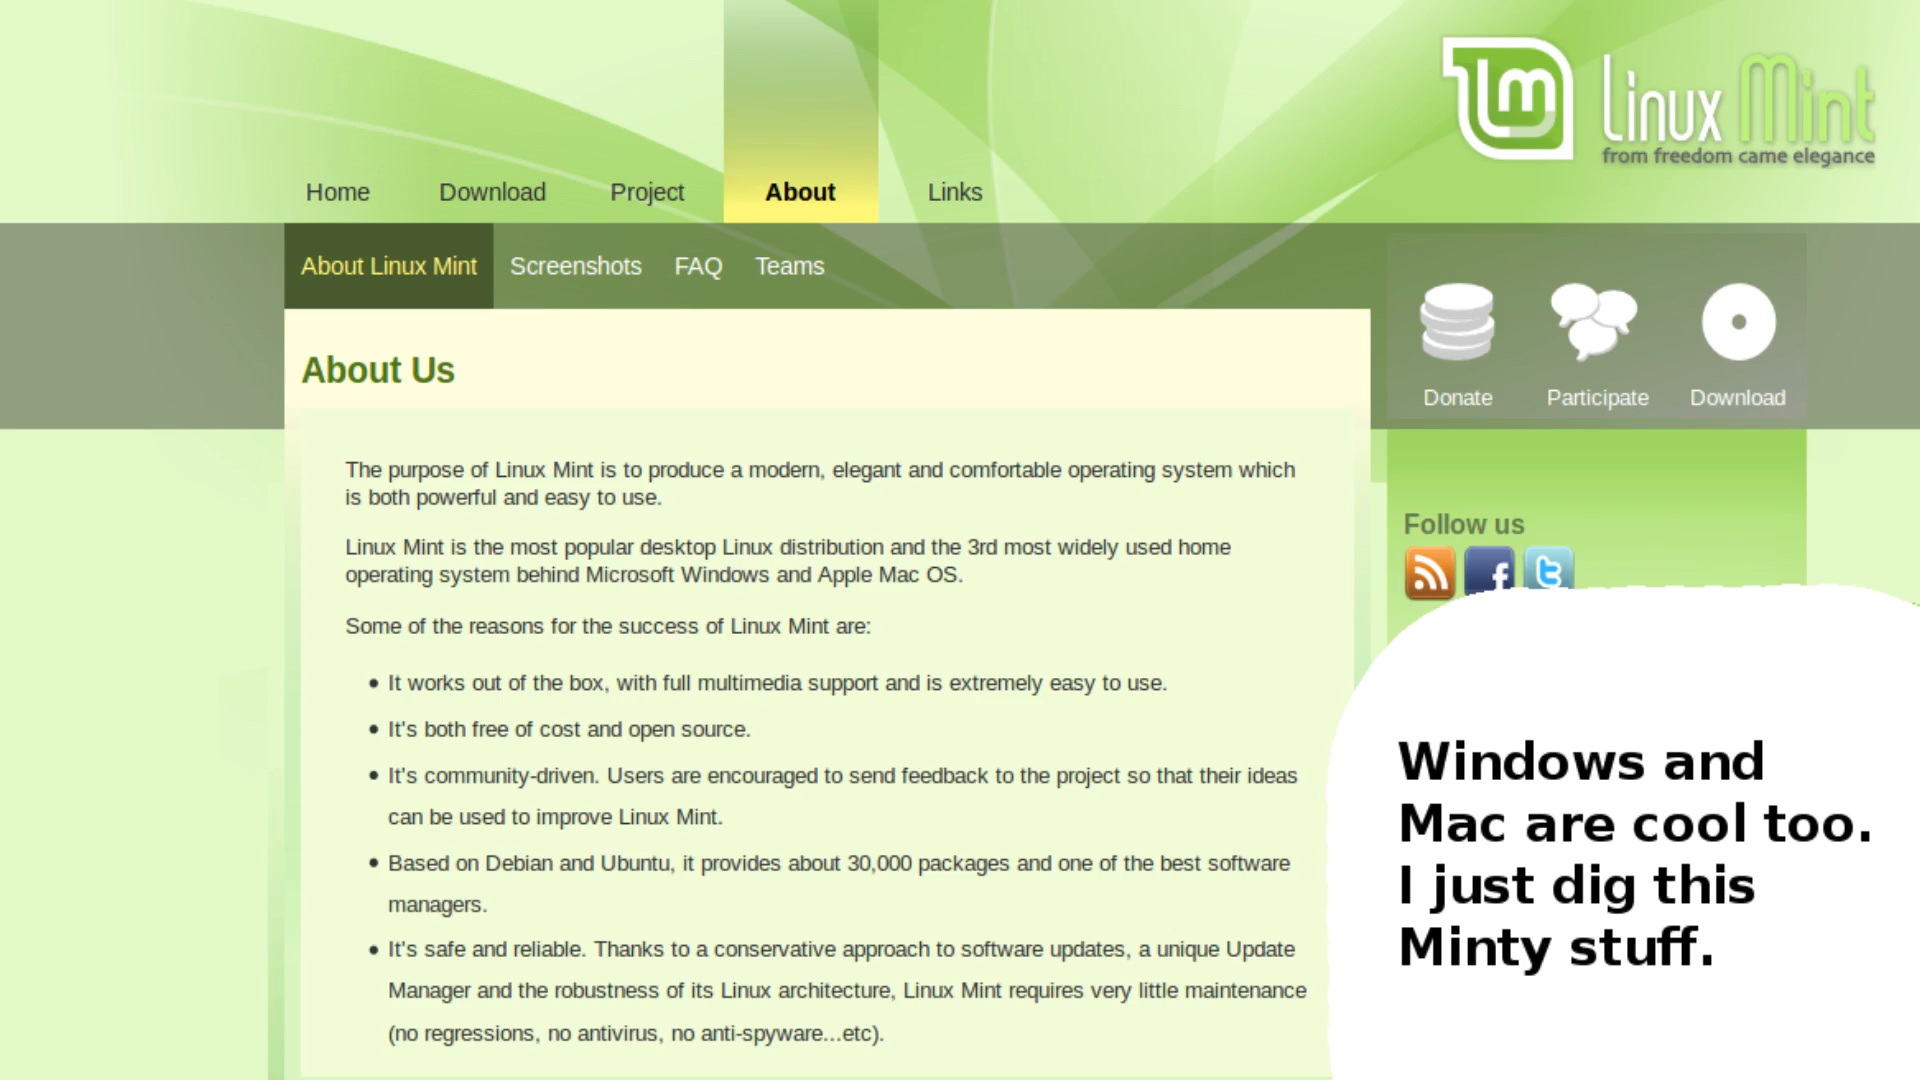 lm Linux Mint
from freedom came elegance
Home Download Project About Links
About Linux Mint Screenshots FAQ Teams
Donate Participate Download
About Us
The purpose of Linux Mint is to produce a modern, elegant and comfortable operating system which
is both powerful and easy to use.
Linux Mint is the most popular desktop Linux distribution and the 3rd most widely used home
operating system behind Microsoft Windows and Apple Mac OS.
Some of the reasons for the success of Linux Mint are:
• It works out of the box, with full multimedia support and is extremely easy to use.
• It's both free of cost and open source.
• It's community-driven. Users are encouraged to send feedback to the project so that their ideas
can be used to improve Linux Mint.
• Based on Debian and Ubuntu, it provides about 30,000 packages and one of the best software
managers.
• It's safe and reliable. Thanks to a conservative approach to software updates, a unique Update
Manager and the robustness of its Linux architecture, Linux Mint requires very little maintenance
(no regressions, no antivirus, no anti-spyware...etc).
Follow us
f t
Windows and
Mac are cool too.
I just dig this
Minty stuff.